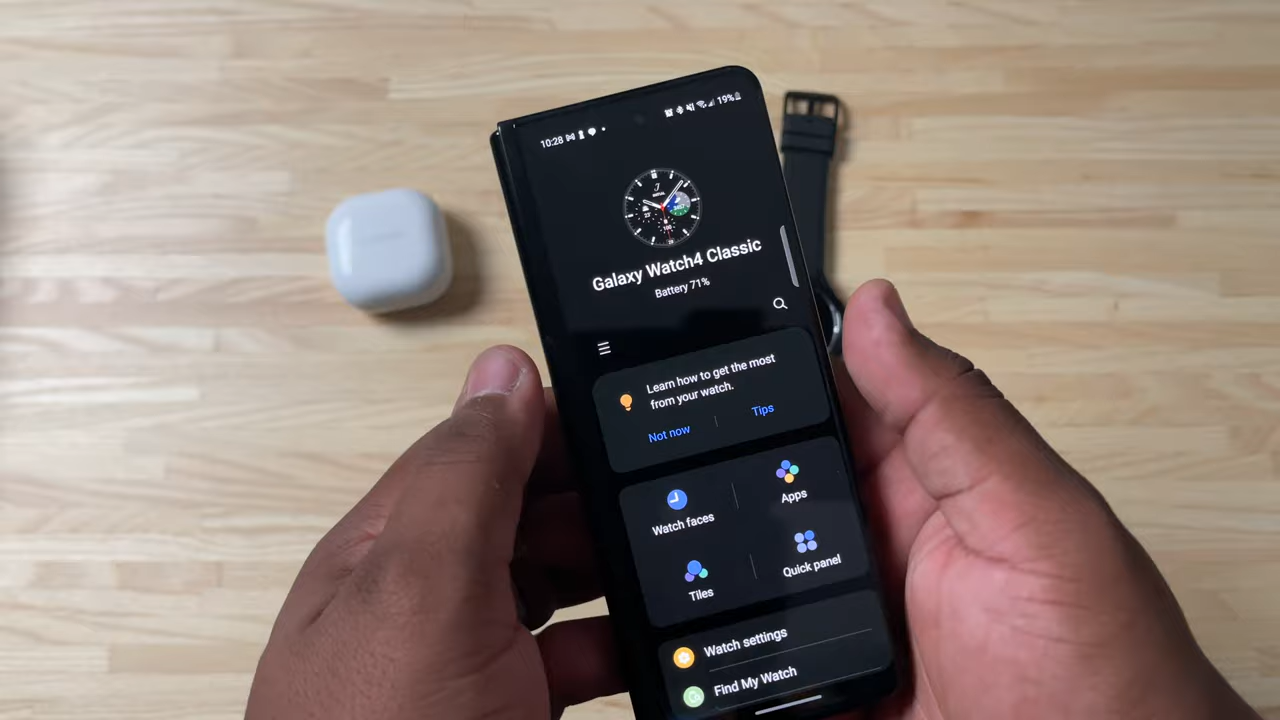 10:28
19%
Galaxy Watch4 Classic
Battery 71%
Learn how to get the most
from your watch.
Not now
Tips
Watch faces
Apps
Tiles
Quick panel
Watch settings
Find My Watch